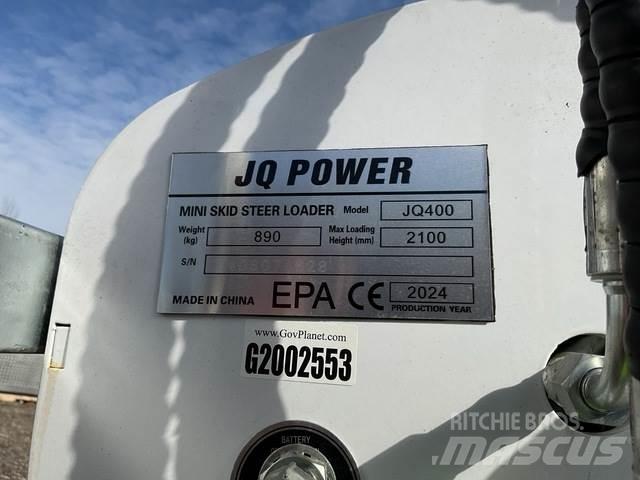 JQ POWER
MINI SKID STEER LOADER Model JQ400
Weight (kg) 890 Max Loading Height (mm) 2100
S/N
MADE IN CHINA EPA CE 2024
PRODUCTION YEAR
www.GovPlanet.com
G2002553
BATTERY
RITCHIE BROS.
MASCUS